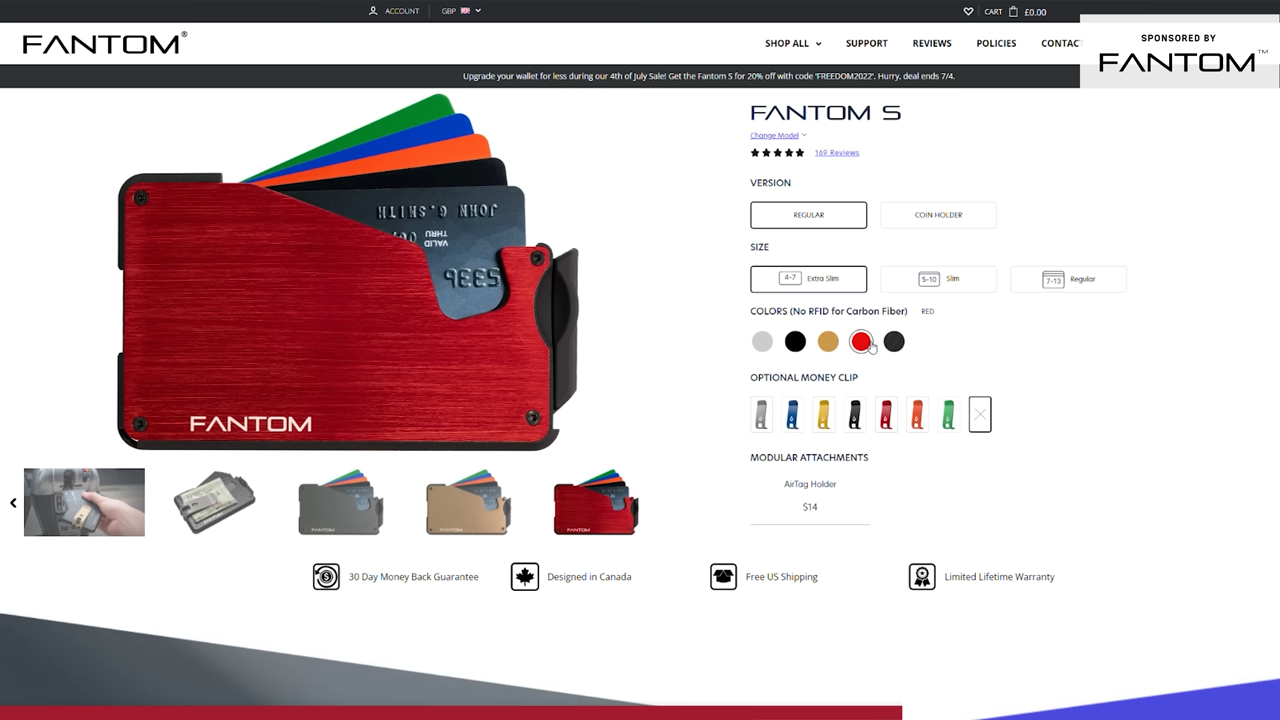 ACCOUNT
GBP
CART
£0.00
FANTOM®
SHOP ALL
SUPPORT
REVIEWS
POLICIES
CONTACT
SPONSORED BY
FANTOM™
Upgrade your wallet for less during our 4th of July Sale! Get the Fantom S for 20% off with code 'FREEDOM2022'. Hurry, deal ends 7/4.
FANTOM S
Change Model
169 Reviews
VERSION
REGULAR
COIN HOLDER
SIZE
4-7 Extra Slim
5-10 Slim
7-13 Regular
COLORS (No RFID for Carbon Fiber) RED
OPTIONAL MONEY CLIP
MODULAR ATTACHMENTS
AirTag Holder
$14
JOHN G.SMITH
VALID
THRU
5336
FANTOM
FANTOM
FANTOM
FANTOM
30 Day Money Back Guarantee
Designed in Canada
Free US Shipping
Limited Lifetime Warranty